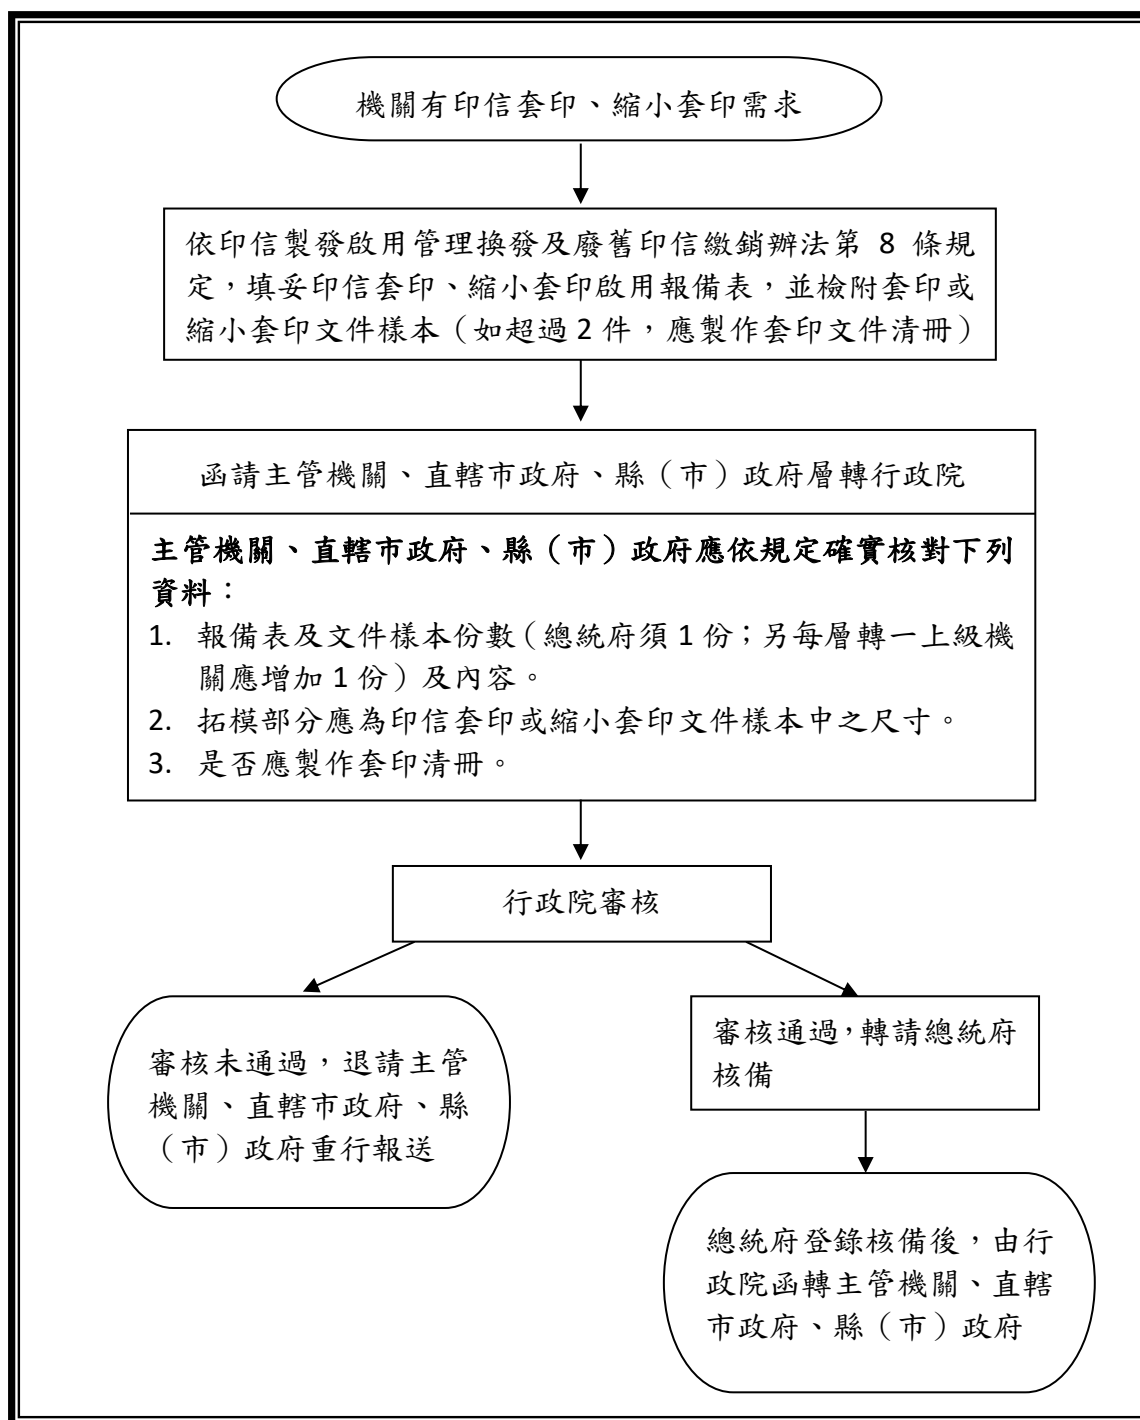 機關有印信套印、縮小套印需求
依印信製發啟用管理換發及廢舊印信繳銷辦法第 8 條規
定，填妥印信套印、縮小套印啟用報備表，並檢附套印或
縮小套印文件樣本（如超過 2 件，應製作套印文件清冊）
函請主管機關、直轄市政府、縣（市）政府層轉行政院
主管機關、直轄市政府、縣（市）政府應依規定確實核對下列
資料：
1. 報備表及文件樣本份數（總統府須 1 份；另每層轉一上級機
關應增加 1 份）及內容。
2. 拓模部分應為印信套印或縮小套印文件樣本中之尺寸。
3. 是否應製作套印清冊。
行政院審核
審核未通過，退請主管
機關、直轄市政府、縣
（市）政府重行報送
審核通過，轉請總統府
核備
總統府登錄核備後，由行
政院函轉主管機關、直轄
市政府、縣（市）政府